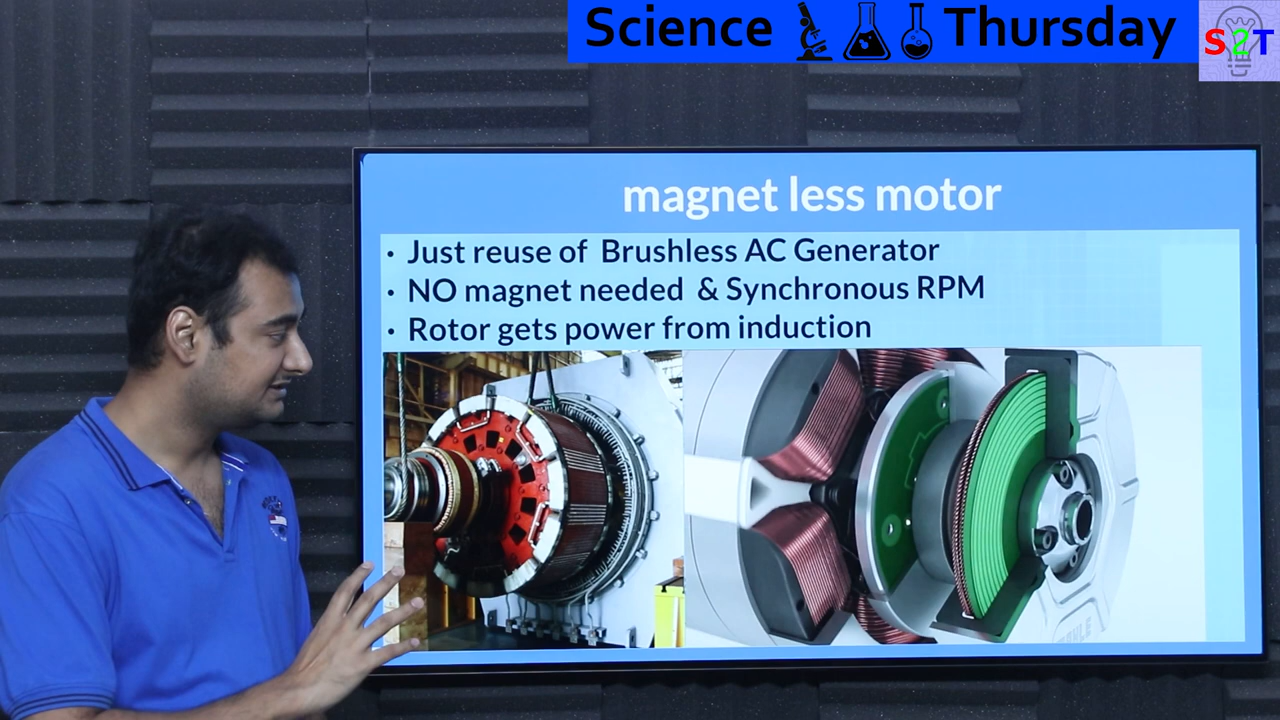 Science Thursday
S2T
magnet less motor
• Just reuse of Brushless AC Generator
• NO magnet needed & Synchronous RPM
• Rotor gets power from induction